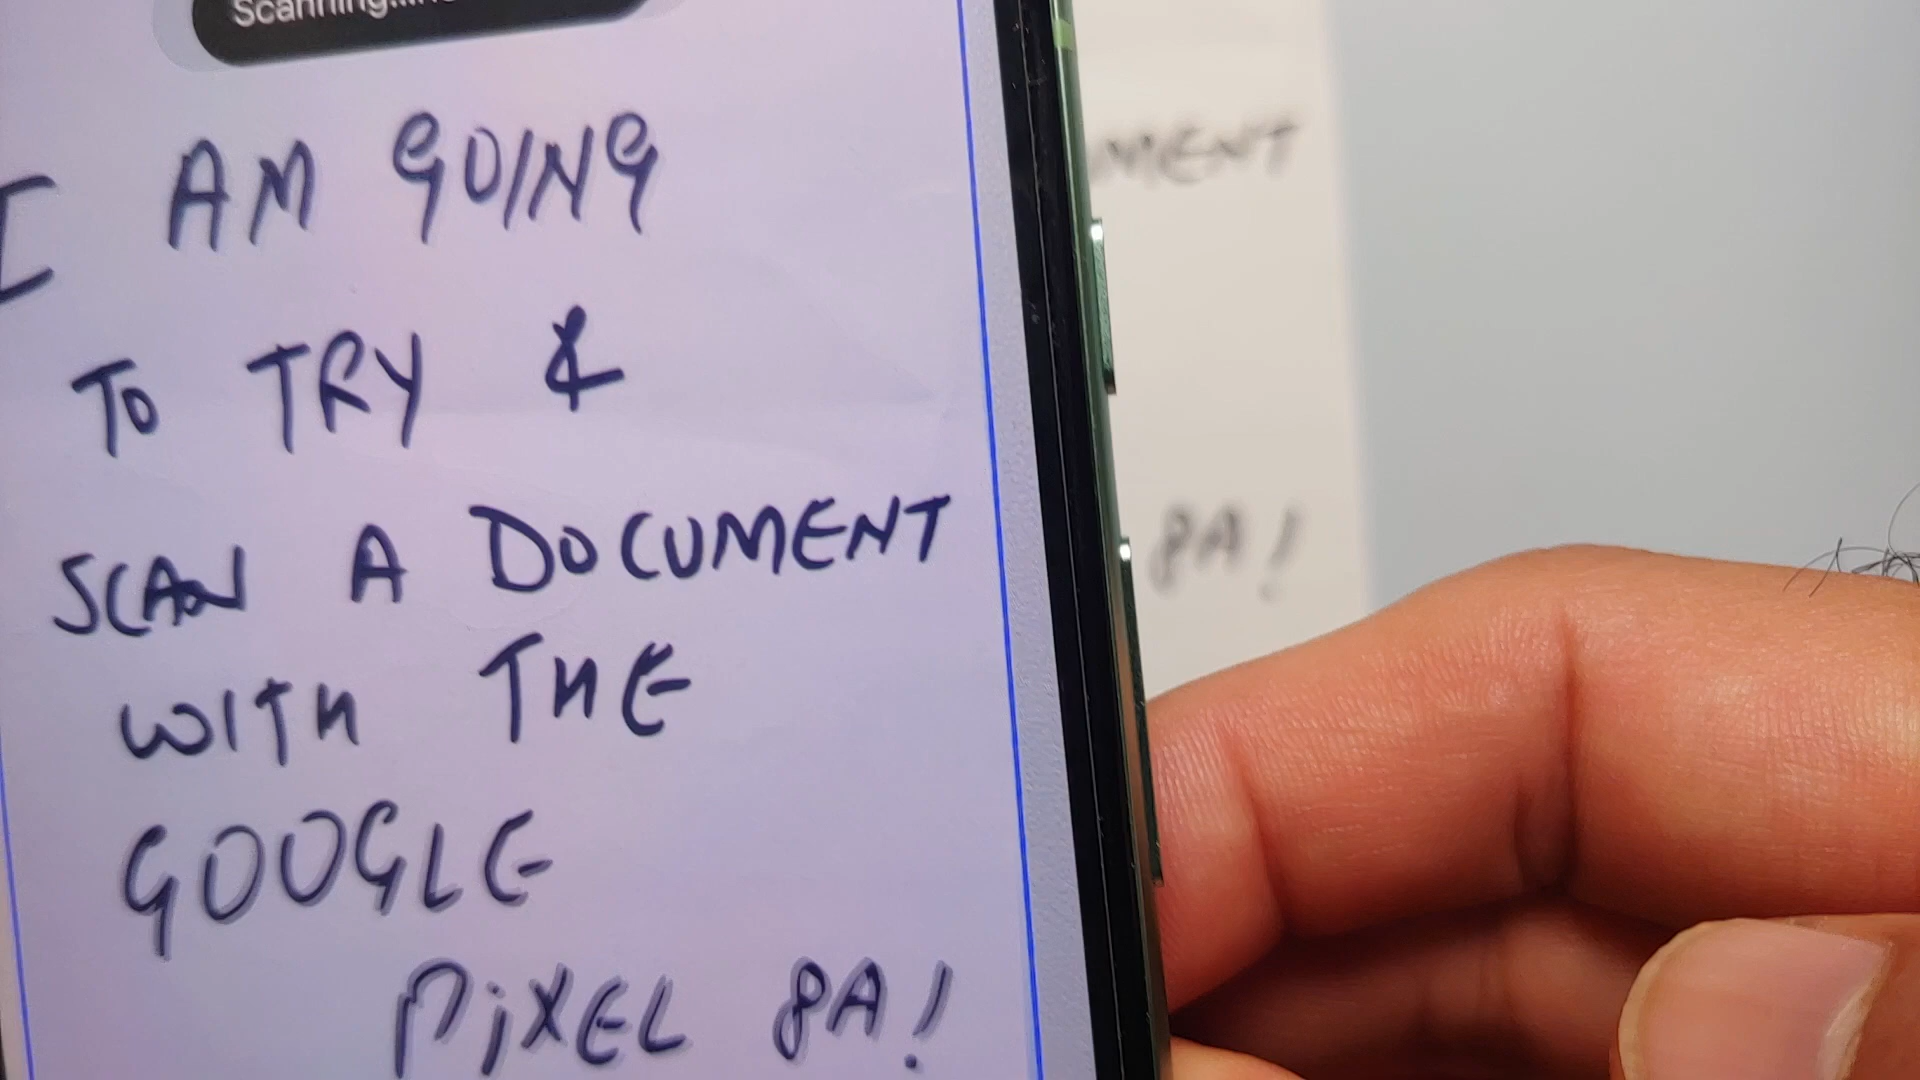 Scanning...
I AM GOING
TO TRY &
SCAN A DOCUMENT
WITH THE
GOOGLE
PIXEL 8A!
MENT
8A!